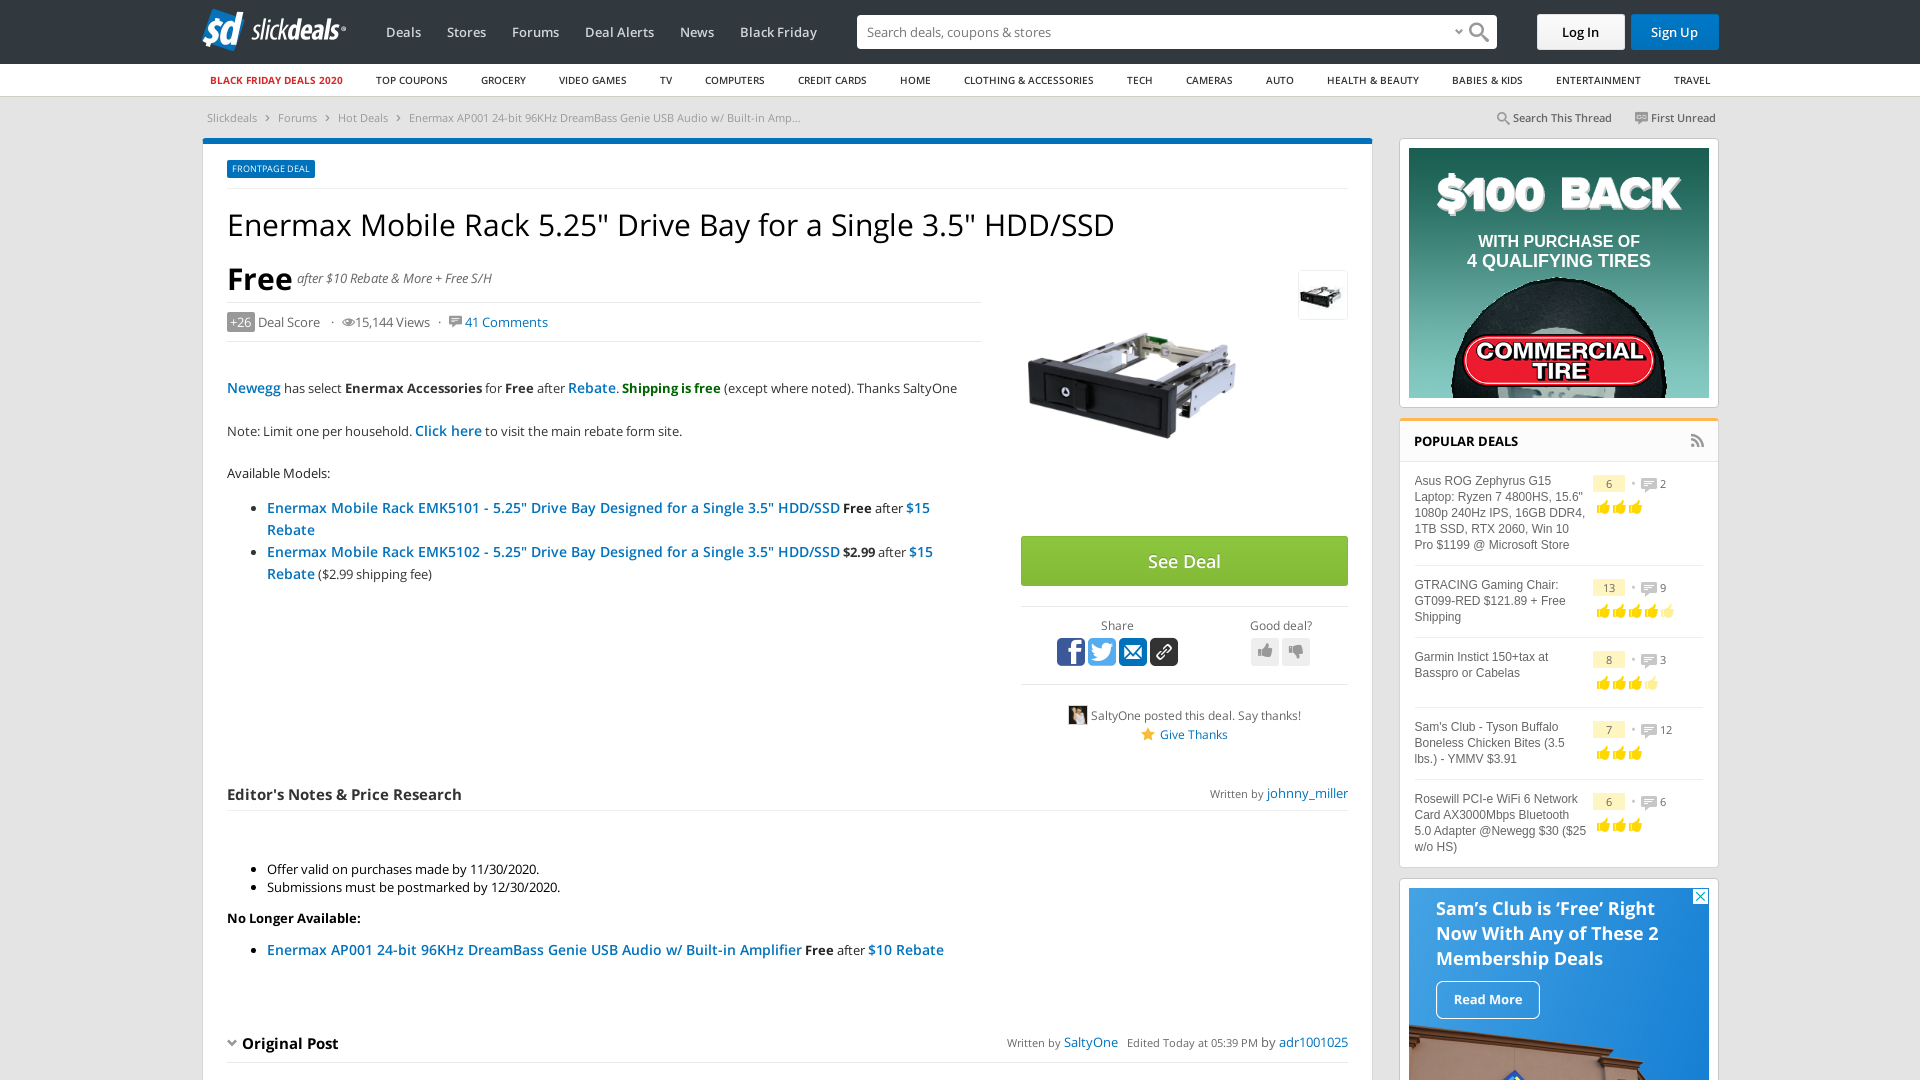 slickdeals
Deals Stores Forums Deal Alerts News Black Friday
Search deals, coupons & shopping
Log In Sign Up
BLACK FRIDAY DEALS 2020 TOP COUPONS GROCERY VIDEO GAMES TV COMPUTERS CREDIT CARDS HOME CLOTHING & ACCESSORIES TECH CAMERAS AUTO HEALTH & BEAUTY BABIES & KIDS ENTERTAINMENT TRAVEL
Slickdeals › Forums › Hot Deals › Enermax AP001 24-bit 96KHz DreamBass Genie USB Audio w/ Built-in Amp...
Search This Thread First Unread
FRONTPAGE DEAL
Enermax Mobile Rack 5.25" Drive Bay for a Single 3.5" HDD/SSD
Free after $10 Rebate & More + Free S/H
+26 Deal Score · 15,144 Views · 41 Comments
Newegg has select Enermax Accessories for Free after Rebate. Shipping is free (except where noted). Thanks SaltyOne
Note: Limit one per household. Click here to visit the main rebate form site.
Available Models:
Enermax Mobile Rack EMK5101 - 5.25" Drive Bay Designed for a Single 3.5" HDD/SSD Free after $15
Rebate
Enermax Mobile Rack EMK5102 - 5.25" Drive Bay Designed for a Single 3.5" HDD/SSD $2.99 after $15
Rebate ($2.99 shipping fee)
See Deal
Share
Good deal?
SaltyOne posted this deal. Say thanks!
Give Thanks
Editor's Notes & Price Research
Written by johnny_miller
Offer valid on purchases made by 11/30/2020.
Submissions must be postmarked by 12/30/2020.
No Longer Available:
Enermax AP001 24-bit 96KHz DreamBass Genie USB Audio w/ Built-in Amplifier Free after $10 Rebate
Original Post
Written by SaltyOne Edited Today at 05:39 PM by adr1001025
$100 BACK
WITH PURCHASE OF
4 QUALIFYING TIRES
COMMERCIAL
TIRE
POPULAR DEALS
Asus ROG Zephyrus G15
Laptop: Ryzen 7 4800HS, 15.6"
1080p 240Hz IPS, 16GB DDR4,
1TB SSD, RTX 2060, Win 10
Pro $1199 @ Microsoft Store
6 • 2
GTRACING Gaming Chair:
GT099-RED $121.89 + Free
Shipping
13 • 9
Garmin Instict 150+tax at
Basspro or Cabelas
8 • 3
Sam's Club - Tyson Buffalo
Boneless Chicken Bites (3.5
lbs.) - YMMV $3.91
7 • 12
Rosewill PCI-e WiFi 6 Network
Card AX3000Mbps Bluetooth
5.0 Adapter @Newegg $30 ($25
w/o HS)
6 • 6
Sam's Club is 'Free' Right
Now With Any of These 2
Membership Deals
Read More